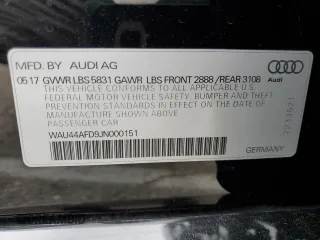 MFD. BY AUDI AG
05 17 GVWR LBS 5831 GAWR LBS FRONT 2888 / REAR 3108
THIS VEHICLE CONFORMS TO ALL APPLICABLE U.S.
FEDERAL MOTOR VEHICLE SAFETY, BUMPER AND THEFT
PREVENTION STANDARDS IN EFFECT ON THE DATE OF
MANUFACTURE SHOWN ABOVE
PASSENGER CAR
WAU44AFD9JN000151
GERMANY
Audi